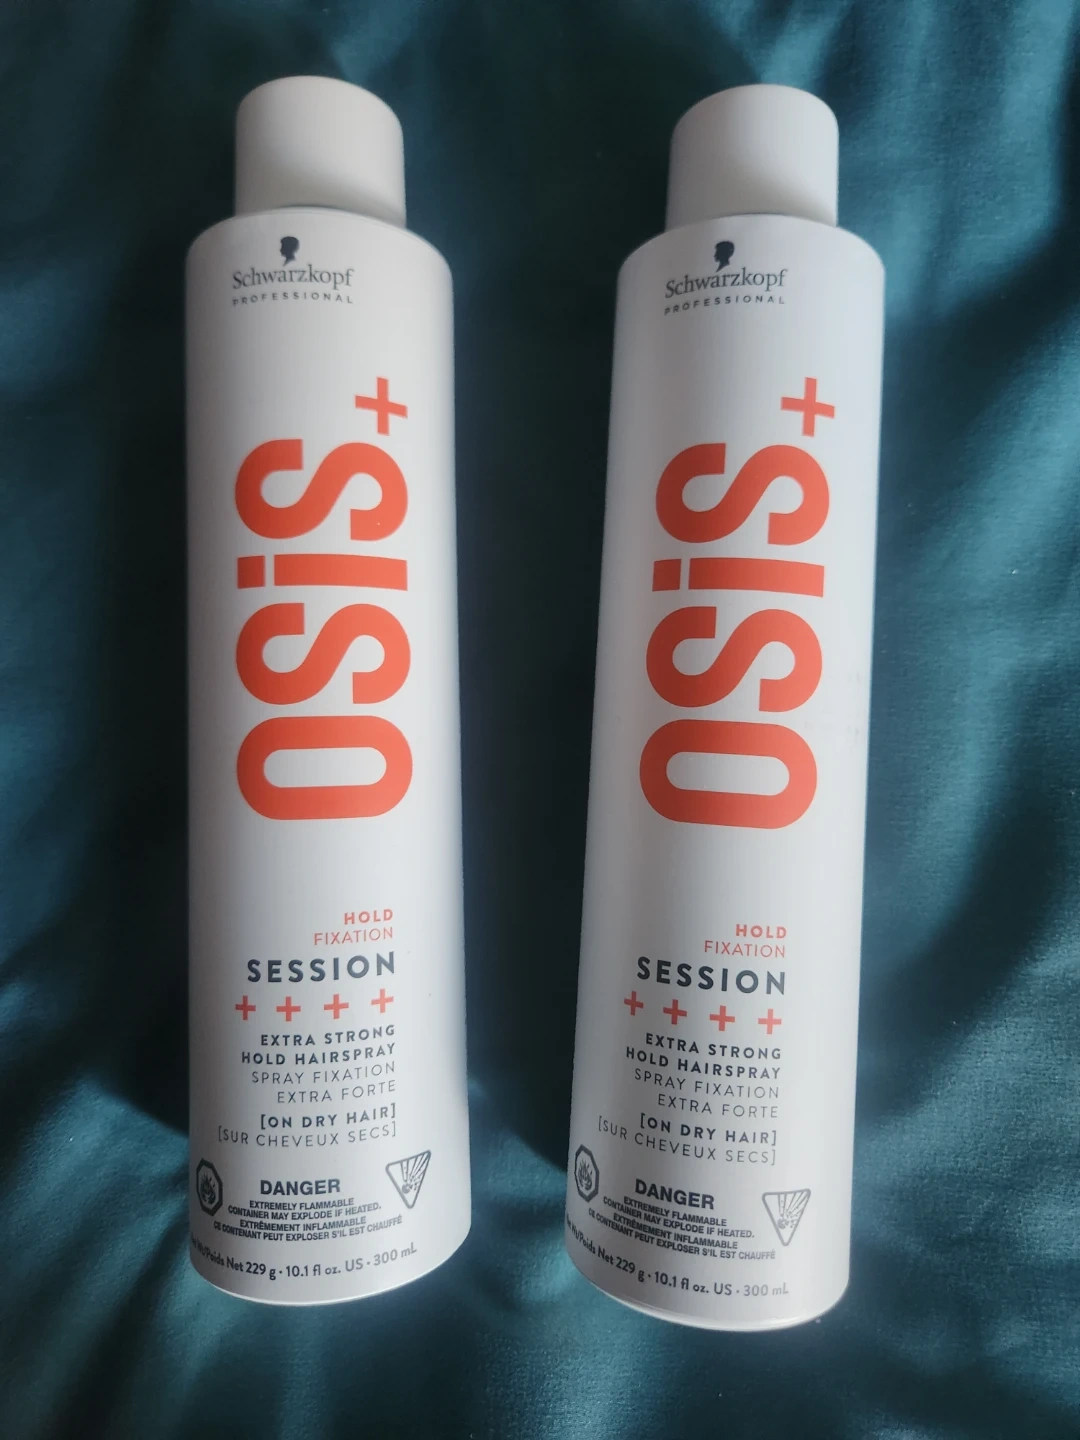 Schwarzkopf
PROFESSIONAL
OSiS+
HOLD
FIXATION
SESSION
++++
EXTRA STRONG
HOLD HAIRSPRAY
SPRAY FIXATION
EXTRA FORTE
[ON DRY HAIR]
[SUR CHEVEUX SECS]
DANGER
EXTREMELY FLAMMABLE
CONTAINER MAY EXPLODE IF HEATED.
EXTRÊMEMENT INFLAMMABLE
CE CONTENANT PEUT EXPLOSER S'IL EST CHAUFFÉ
Wt/Poids Net 229 g • 10.1 fl oz. US • 300 mL
Schwarzkopf
PROFESSIONAL
OSiS+
HOLD
FIXATION
SESSION
++++
EXTRA STRONG
HOLD HAIRSPRAY
SPRAY FIXATION
EXTRA FORTE
[ON DRY HAIR]
[SUR CHEVEUX SECS]
DANGER
EXTREMELY FLAMMABLE
CONTAINER MAY EXPLODE IF HEATED.
EXTRÊMEMENT INFLAMMABLE
CE CONTENANT PEUT EXPLOSER S'IL EST CHAUFFÉ
Wt/Poids Net 229 g • 10.1 fl oz. US • 300 mL